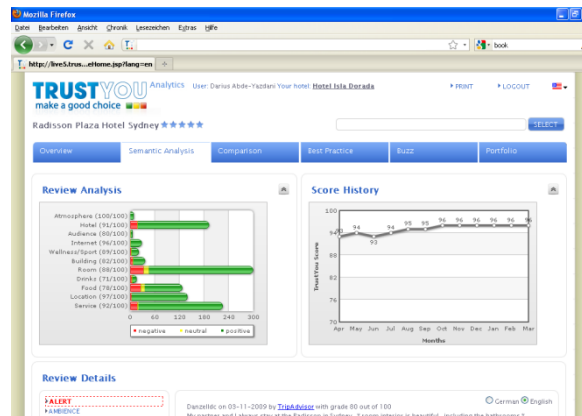 Mozilla Firefox
Datei Bearbeiten Ansicht Chronik Lesezeichen Extras Hilfe
book
http://live5.trus...eHome.jsp?lang=en
TRUSTYOU Analytics User: Darius Abde-Yazdani Your hotel: Hotel Isla Dorada PRINT LOGOUT
make a good choice
Radisson Plaza Hotel Sydney
SELECT
Overview Semantic Analysis Comparison Best Practice Buzz Portfolio
Review Analysis
Atmosphere (100/100)
Hotel (91/100)
Audience (98/100)
Internet (96/100)
Wellness/Sport (89/100)
Building (82/100)
Room (88/100)
Drinks (71/100)
Food (78/100)
Location (97/100)
Service (92/100)
0 60 120 180 240 300
negative neutral positive
Score History
100
94
88
82
76
70
TrustYou Score
94 93 94 95 95 96 96 96 96 96 96
Apr May Jun Jul Aug Sep Oct Nov Dec Jan Feb Mar
Months
Review Details
ALERT
AMBIENCE
German English
Danzelldc on 03-11-2009 by TripAdvisor with grade 80 out of 100